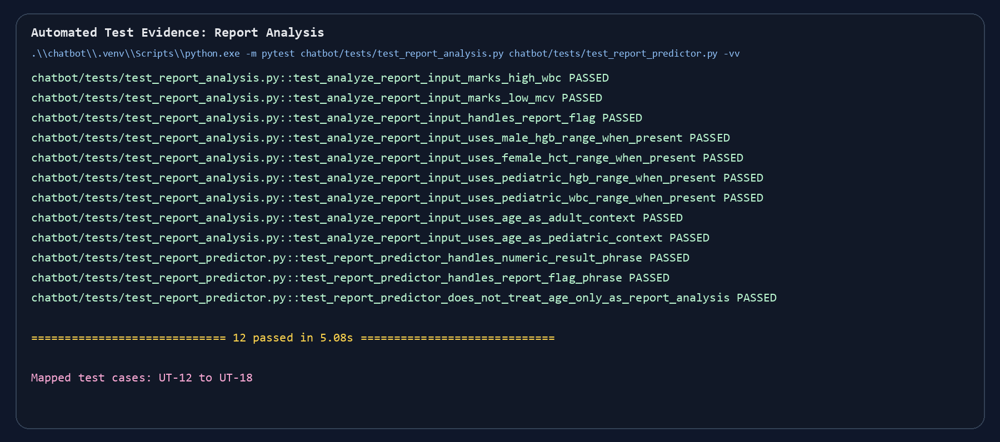 Automated Test Evidence: Report Analysis
.\\chatbot\\.venv\\Scripts\\python.exe -m pytest chatbot/tests/test_report_analysis.py chatbot/tests/test_report_predictor.py -vv
chatbot/tests/test_report_analysis.py::test_analyze_report_input_marks_high_wbc PASSED
chatbot/tests/test_report_analysis.py::test_analyze_report_input_marks_low_mcv PASSED
chatbot/tests/test_report_analysis.py::test_analyze_report_input_handles_report_flag PASSED
chatbot/tests/test_report_analysis.py::test_analyze_report_input_uses_male_hgb_range_when_present PASSED
chatbot/tests/test_report_analysis.py::test_analyze_report_input_uses_female_hct_range_when_present PASSED
chatbot/tests/test_report_analysis.py::test_analyze_report_input_uses_pediatric_hgb_range_when_present PASSED
chatbot/tests/test_report_analysis.py::test_analyze_report_input_uses_pediatric_wbc_range_when_present PASSED
chatbot/tests/test_report_analysis.py::test_analyze_report_input_uses_age_as_adult_context PASSED
chatbot/tests/test_report_analysis.py::test_analyze_report_input_uses_age_as_pediatric_context PASSED
chatbot/tests/test_report_predictor.py::test_report_predictor_handles_numeric_result_phrase PASSED
chatbot/tests/test_report_predictor.py::test_report_predictor_handles_report_flag_phrase PASSED
chatbot/tests/test_report_predictor.py::test_report_predictor_does_not_treat_age_only_as_report_analysis PASSED
============================= 12 passed in 5.08s =============================
Mapped test cases: UT-12 to UT-18